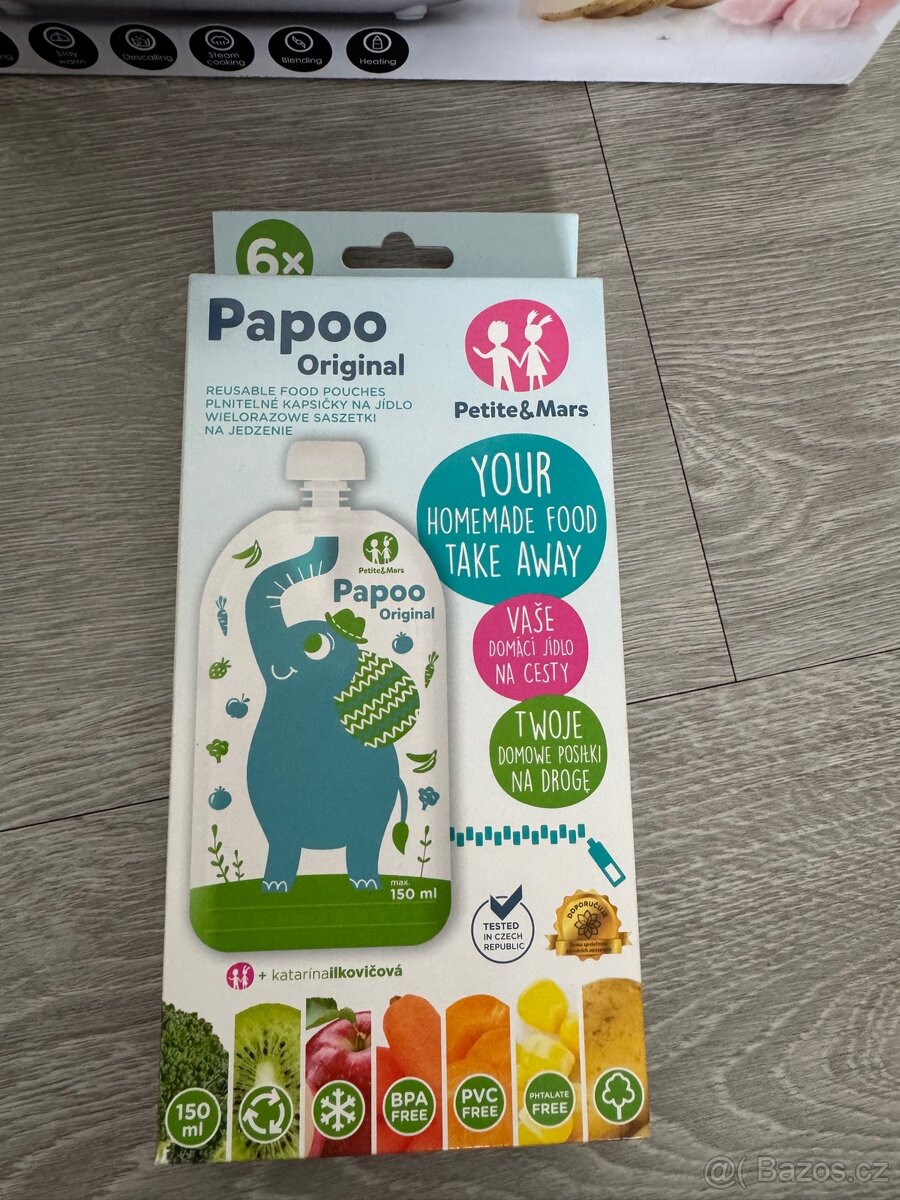 Stay
warm
Descalling
Steam
cooking
Blending
Heating
6x
Papoo
Original
REUSABLE FOOD POUCHES
PLNITELNÉ KAPSIČKY NA JÍDLO
WIELORAZOWE SASZETKI
NA JEDZENIE
Petite&Mars
YOUR
HOMEMADE FOOD
TAKE AWAY
VAŠE
DOMÁCÍ JÍDLO
NA CESTY
TWOJE
DOMOWE POSIŁKI
NA DROGĘ
Petite&Mars
Papoo
Original
max.
150 ml
TESTED
IN CZECH
REPUBLIC
DOPORUČUJE
+ katarínailkovičová
150
ml
BPA
FREE
PVC
FREE
PHTALATE
FREE
@( Bazos.cz